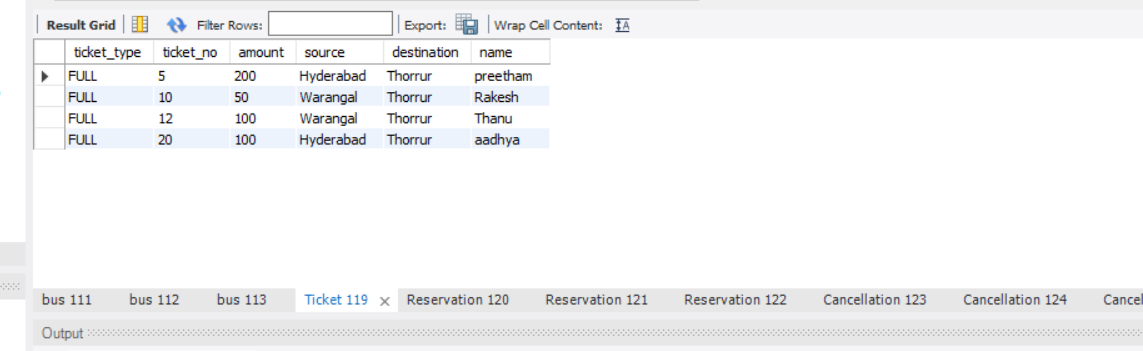 Result Grid Filter Rows: Export: Wrap Cell Content: IA
ticket_type ticket_no amount source destination name
FULL 5 200 Hyderabad Thorrur preetham
FULL 10 50 Warangal Thorrur Rakesh
FULL 12 100 Warangal Thorrur Thanu
FULL 20 100 Hyderabad Thorrur aadhya
bus 111 bus 112 bus 113 Ticket 119 × Reservation 120 Reservation 121 Reservation 122 Cancellation 123 Cancellation 124 Cancel
Output